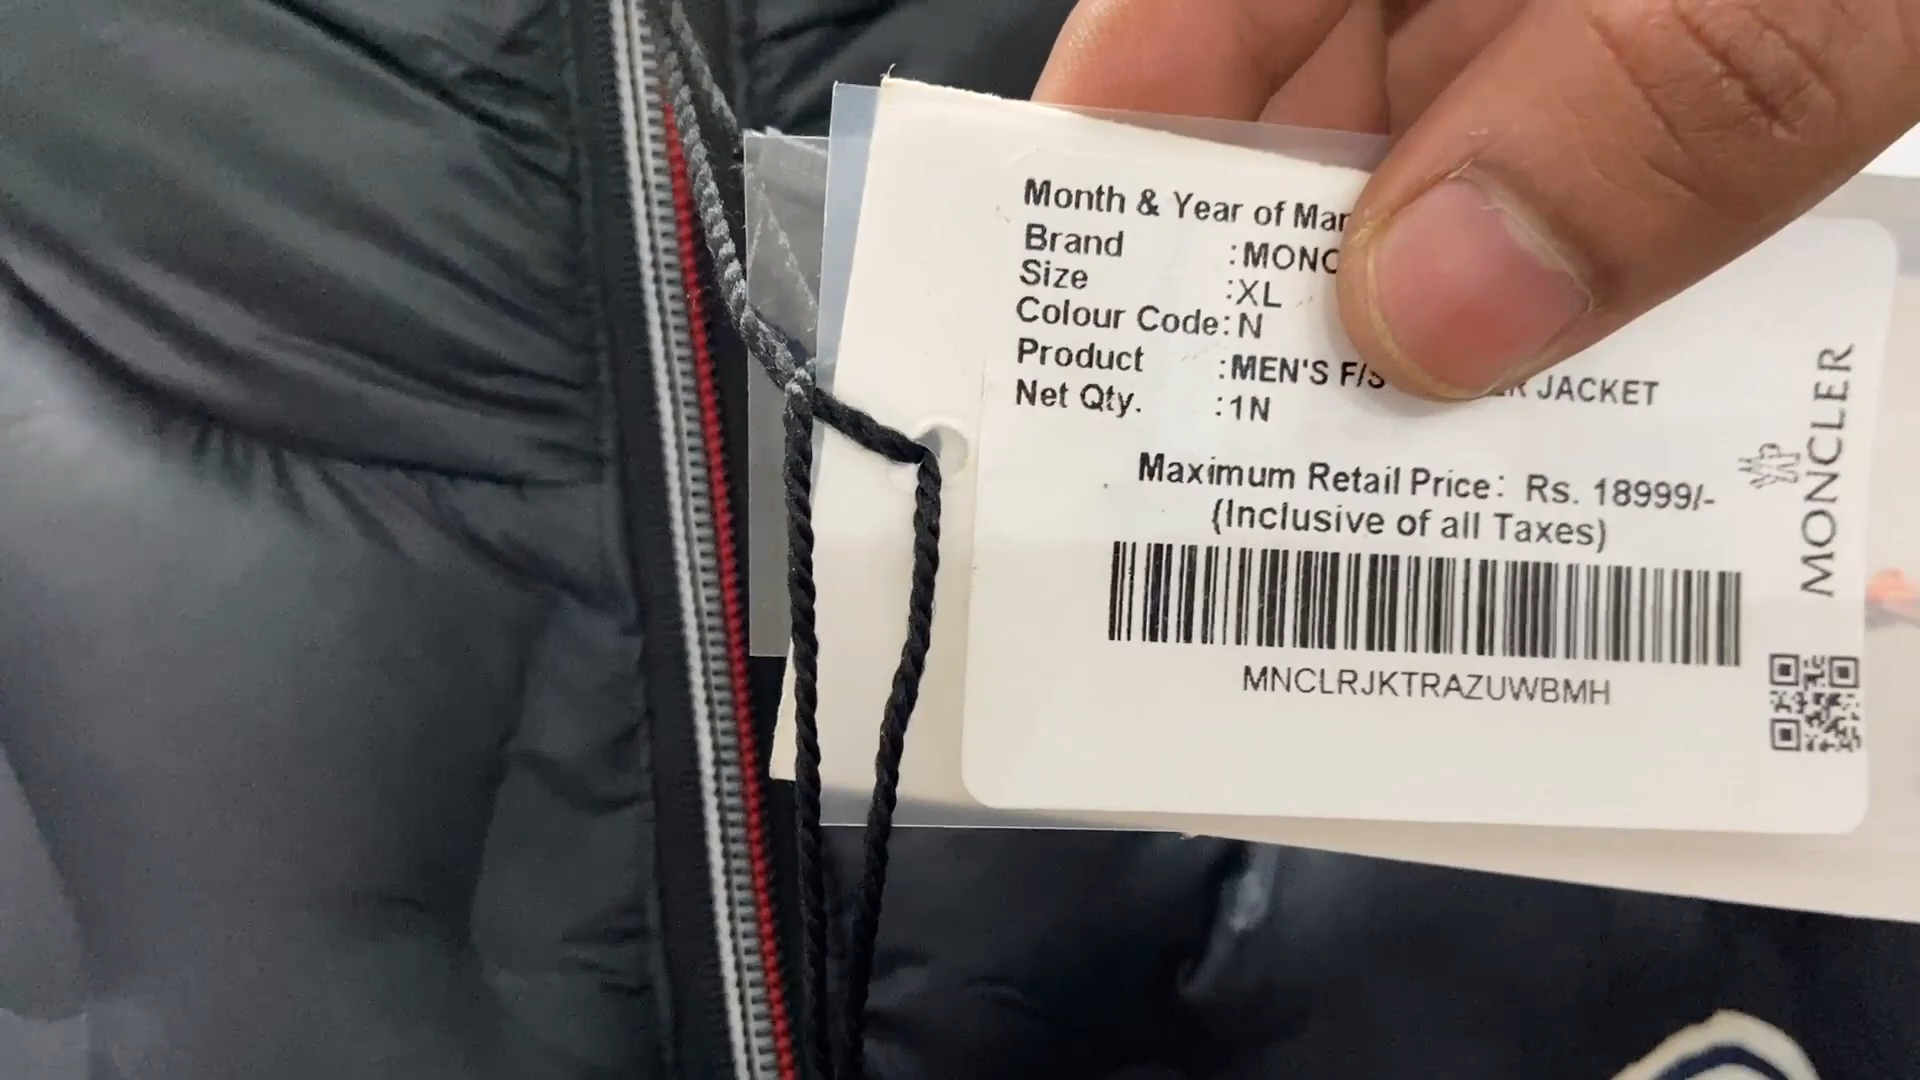 Month & Year of
Brand :MONC
Size :XL
Colour Code: N
Product :MEN'S F/S JACKET
Net Qty. :1N
Maximum Retail Price: Rs. 18999/-
(Inclusive of all Taxes)
MNCLRJKTRAZUWBMH
MONCLER